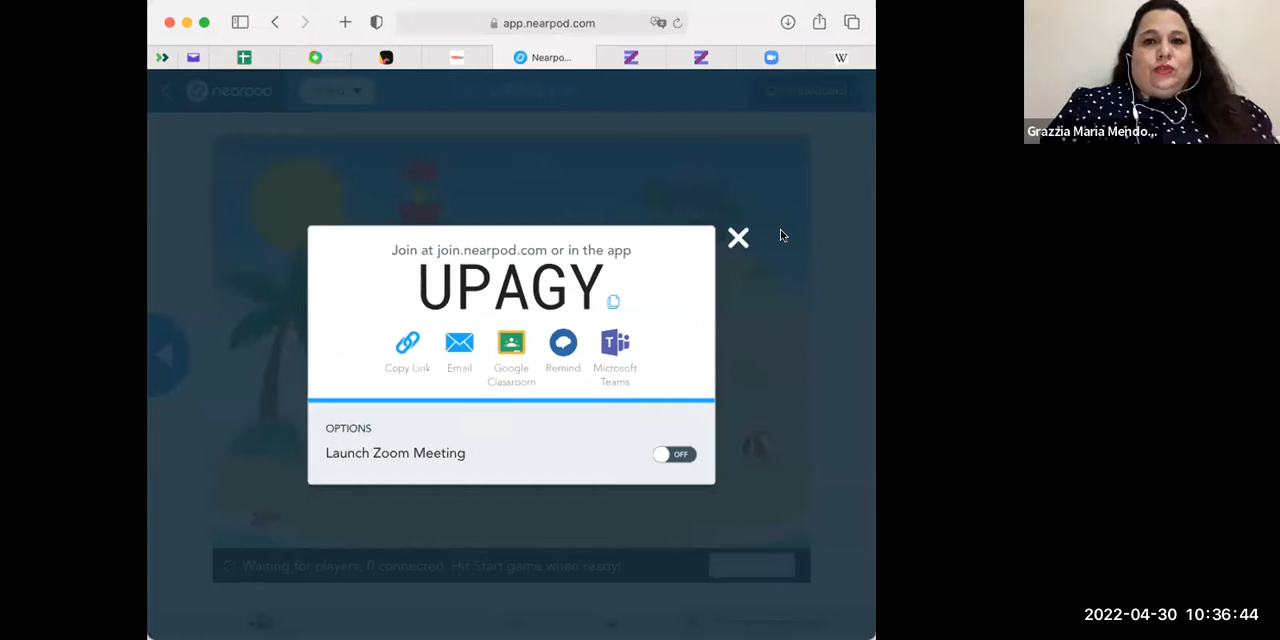 app.nearpod.com
Nearpo...
W
nearpod
Join at join.nearpod.com or in the app
UPAGY
Copy Link
Email
Google Classroom
Remind
Microsoft Teams
OPTIONS
Launch Zoom Meeting
OFF
Waiting for players, 0 connected. Hit Start game when ready!
Grazzia Maria Mendo...
2022-04-30 10:36:44